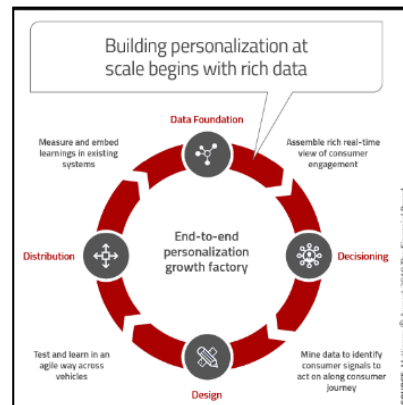 Building personalization at
scale begins with rich data
Data Foundation
Measure and embed
learnings in existing
systems
Assemble rich real-time
view of consumer
engagement
End-to-end
personalization
growth factory
Distribution
Decisioning
Test and learn in an
agile way across
vehicles
Mine data to identify
consumer signals to
act on along consumer
journey
Design